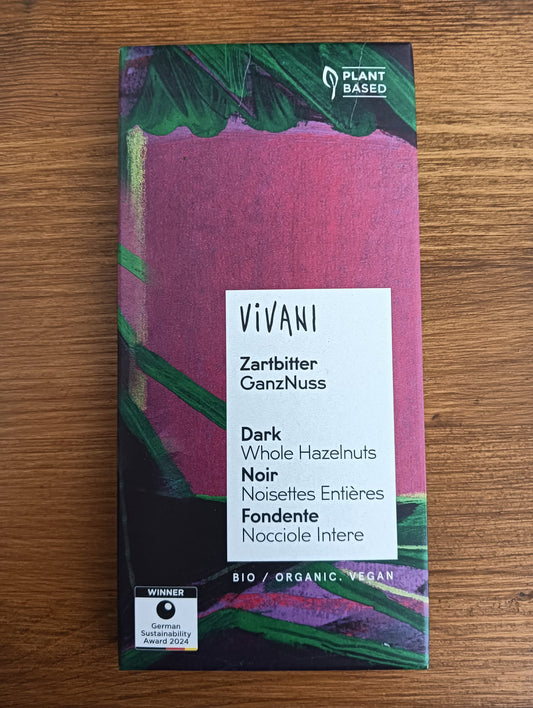 PLANT
BASED
ViVANI
Zartbitter
GanzNuss
Dark
Whole Hazelnuts
Noir
Noisettes Entières
Fondente
Nocciole Intere
BIO / ORGANIC. VEGAN
WINNER
German
Sustainability
Award 2024